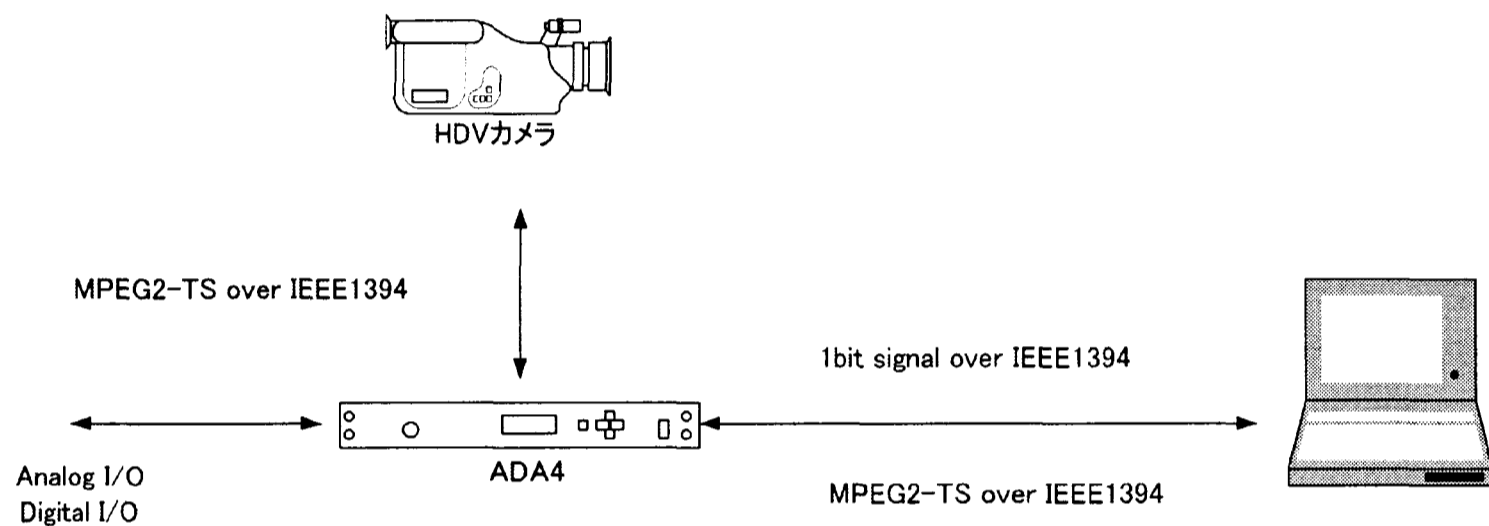 HDVカメラ
MPEG2-TS over IEEE1394
1bit signal over IEEE1394
ADA4
Analog I/O
Digital I/O
MPEG2-TS over IEEE1394